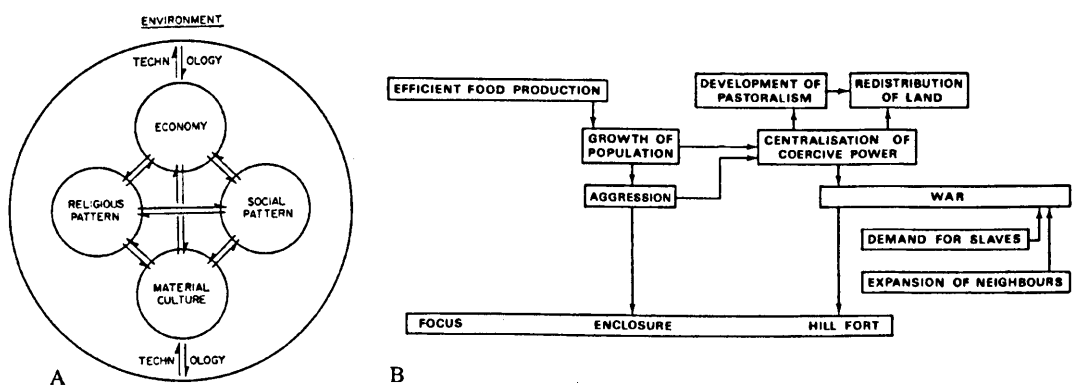 ENVIRONMENT
TECHN OLOGY
ECONOMY
RELIGIOUS
PATTERN
SOCIAL
PATTERN
MATERIAL
CULTURE
TECHN OLOGY
A
EFFICIENT FOOD PRODUCTION
DEVELOPMENT OF
PASTORALISM
REDISTRIBUTION
OF LAND
GROWTH OF
POPULATION
CENTRALISATION OF
COERCIVE POWER
AGGRESSION
WAR
DEMAND FOR SLAVES
EXPANSION OF NEIGHBOURS
FOCUS ENCLOSURE HILL FORT
B